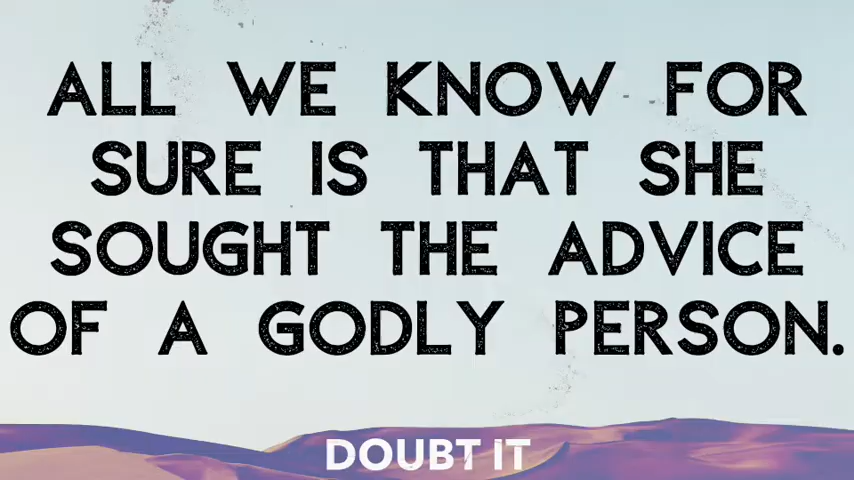 ALL WE KNOW FOR
SURE IS THAT SHE
SOUGHT THE ADVICE
OF A GODLY PERSON.
DOUBT IT